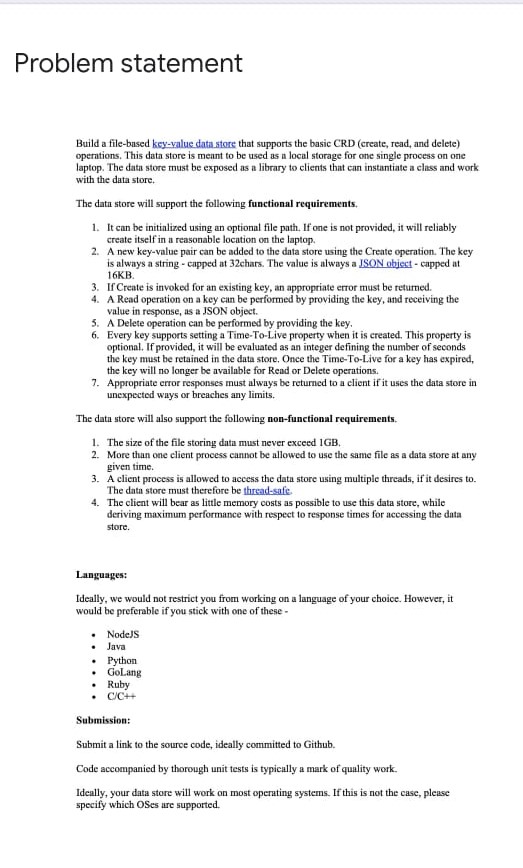 Problem statement
Build a file-based key-value data store that supports the basic CRD (create, read, and delete)
operations. This data store is meant to be used as a local storage for one single process on one
laptop. The data store must be exposed as a library to clients that can instantiate a class and work
with the data store.
The data store will support the following functional requirements.
1. It can be initialized using an optional file path. If one is not provided, it will reliably
create itself in a reasonable location on the laptop.
2. A new key-value pair can be added to the data store using the Create operation. The key
is always a string - capped at 32chars. The value is always a JSON object - capped at
16KB.
3. If Create is invoked for an existing key, an appropriate error must be returned.
4. A Read operation on a key can be performed by providing the key, and receiving the
value in response, as a JSON object.
5. A Delete operation can be performed by providing the key.
6. Every key supports setting a Time-To-Live property when it is created. This property is
optional. If provided, it will be evaluated as an integer defining the number of seconds
the key must be retained in the data store. Once the Time-To-Live for a key has expired,
the key will no longer be available for Read or Delete operations.
7. Appropriate error responses must always be returned to a client if it uses the data store in
unexpected ways or breaches any limits.
The data store will also support the following non-functional requirements.
1. The size of the file storing data must never exceed 1GB.
2. More than one client process cannot be allowed to use the same file as a data store at any
given time.
3. A client process is allowed to access the data store using multiple threads, if it desires to.
The data store must therefore be thread-safe.
4. The client will bear as little memory costs as possible to use this data store, while
deriving maximum performance with respect to response times for accessing the data
store.
Languages:
Ideally, we would not restrict you from working on a language of your choice. However, it
would be preferable if you stick with one of these -
• NodeJS
• Java
• Python
• GoLang
• Ruby
• C/C++
Submission:
Submit a link to the source code, ideally committed to Github.
Code accompanied by thorough unit tests is typically a mark of quality work.
Ideally, your data store will work on most operating systems. If this is not the case, please
specify which OSes are supported.